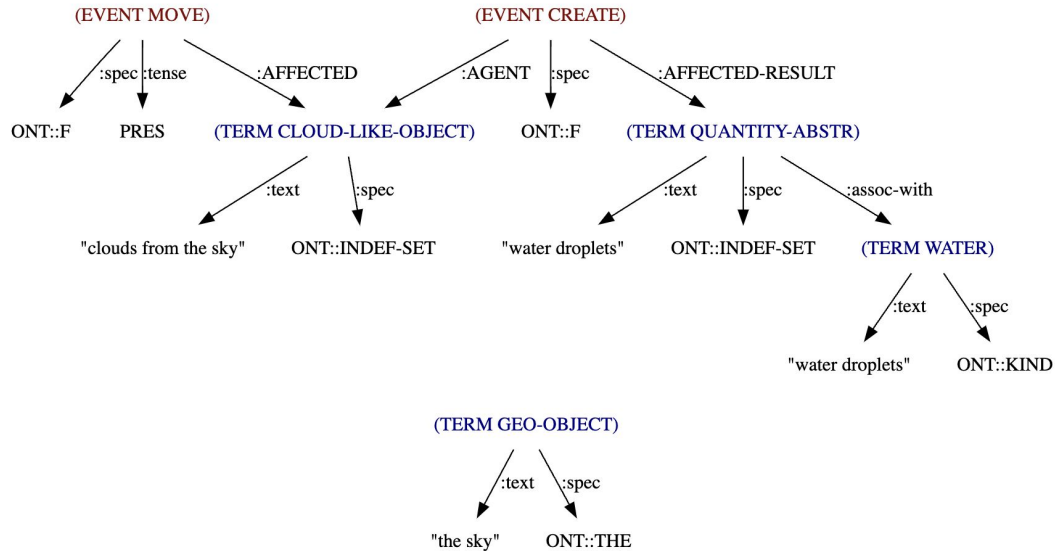 (EVENT MOVE) (EVENT CREATE)
:spec :tense :AFFECTED :AGENT :spec :AFFECTED-RESULT
ONT::F PRES (TERM CLOUD-LIKE-OBJECT) ONT::F (TERM QUANTITY-ABSTR)
:text :spec :text :spec :assoc-with
"clouds from the sky" ONT::INDEF-SET "water droplets" ONT::INDEF-SET (TERM WATER)
:text :spec
"water droplets" ONT::KIND
(TERM GEO-OBJECT)
:text :spec
"the sky" ONT::THE